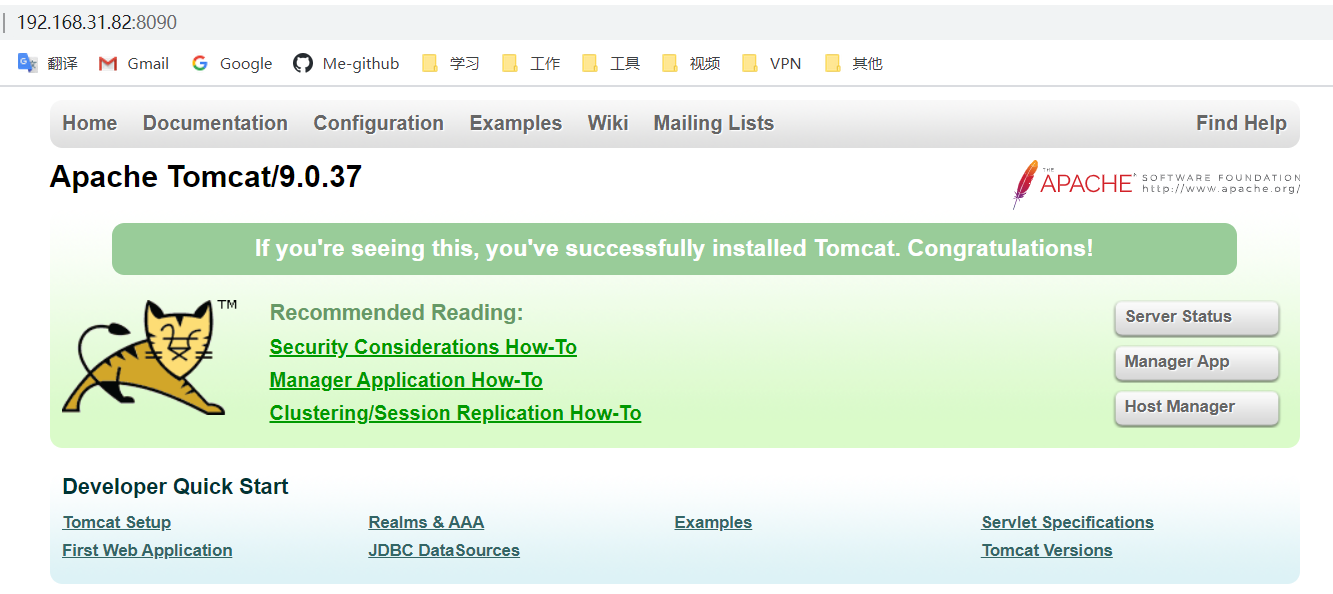 192.168.31.82:8090
翻译 Gmail Google Me-github 学习 工作 工具 视频 VPN 其他
Home Documentation Configuration Examples Wiki Mailing Lists Find Help
Apache Tomcat/9.0.37
THE APACHE® SOFTWARE FOUNDATION
http://www.apache.org/
If you're seeing this, you've successfully installed Tomcat. Congratulations!
TM
Recommended Reading:
Security Considerations How-To
Manager Application How-To
Clustering/Session Replication How-To
Server Status
Manager App
Host Manager
Developer Quick Start
Tomcat Setup Realms & AAA Examples Servlet Specifications
First Web Application JDBC DataSources Tomcat Versions